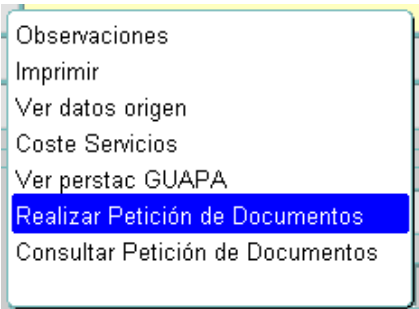 Observaciones
Imprimir
Ver datos origen
Coste Servicios
Ver perstac GUAPA
Realizar Petición de Documentos
Consultar Petición de Documentos